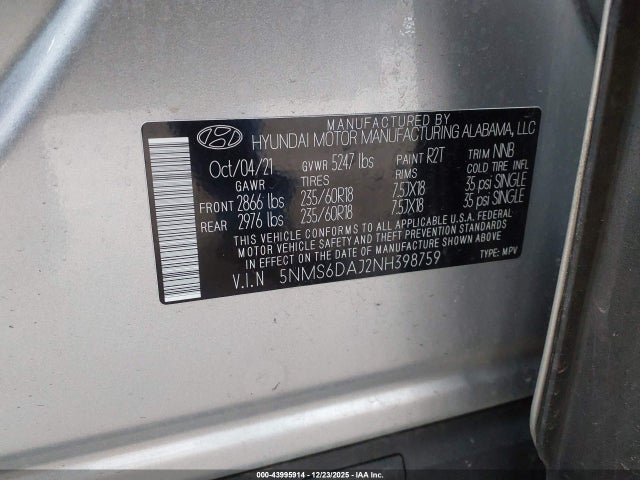 MANUFACTURED BY
HYUNDAI MOTOR MANUFACTURING ALABAMA, LLC
Oct/04/21 GVWR 5247 lbs PAINT R2T TRIM NNB
GAWR TIRES RIMS COLD TIRE INFL
FRONT 2866 lbs 235/60R18 7.5JX18 35 psi SINGLE
REAR 2976 lbs 235/60R18 7.5JX18 35 psi SINGLE
THIS VEHICLE CONFORMS TO ALL APPLICABLE U.S.A. FEDERAL
MOTOR VEHICLE SAFETY AND THEFT PREVENTION STANDARDS
IN EFFECT ON THE DATE OF MANUFACTURE SHOWN ABOVE.
V.I.N 5NMS6DAJ2NH398759 TYPE: MPV
000-43995914 - 12/23/2025 - IAA Inc.